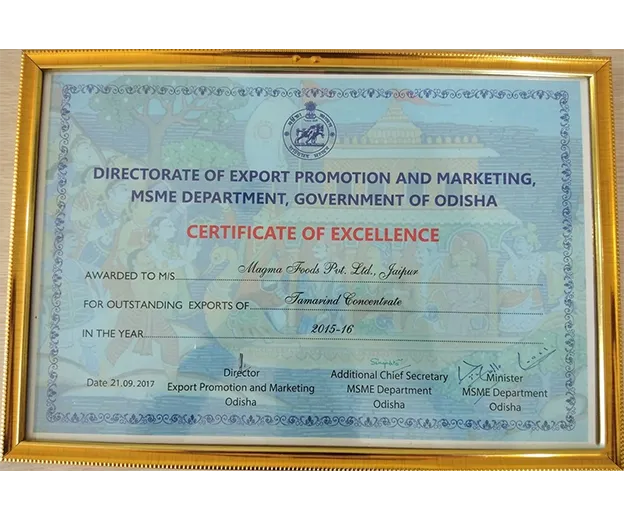 DIRECTORATE OF EXPORT PROMOTION AND MARKETING,
MSME DEPARTMENT, GOVERNMENT OF ODISHA
CERTIFICATE OF EXCELLENCE
AWARDED TO M/S Magma Foods Pvt. Ltd., Jaipur
FOR OUTSTANDING EXPORTS OF Tamarind Concentrate
IN THE YEAR 2015-16
Date 21.09.2017
Director
Export Promotion and Marketing
Odisha
Additional Chief Secretary
MSME Department
Odisha
Minister
MSME Department
Odisha